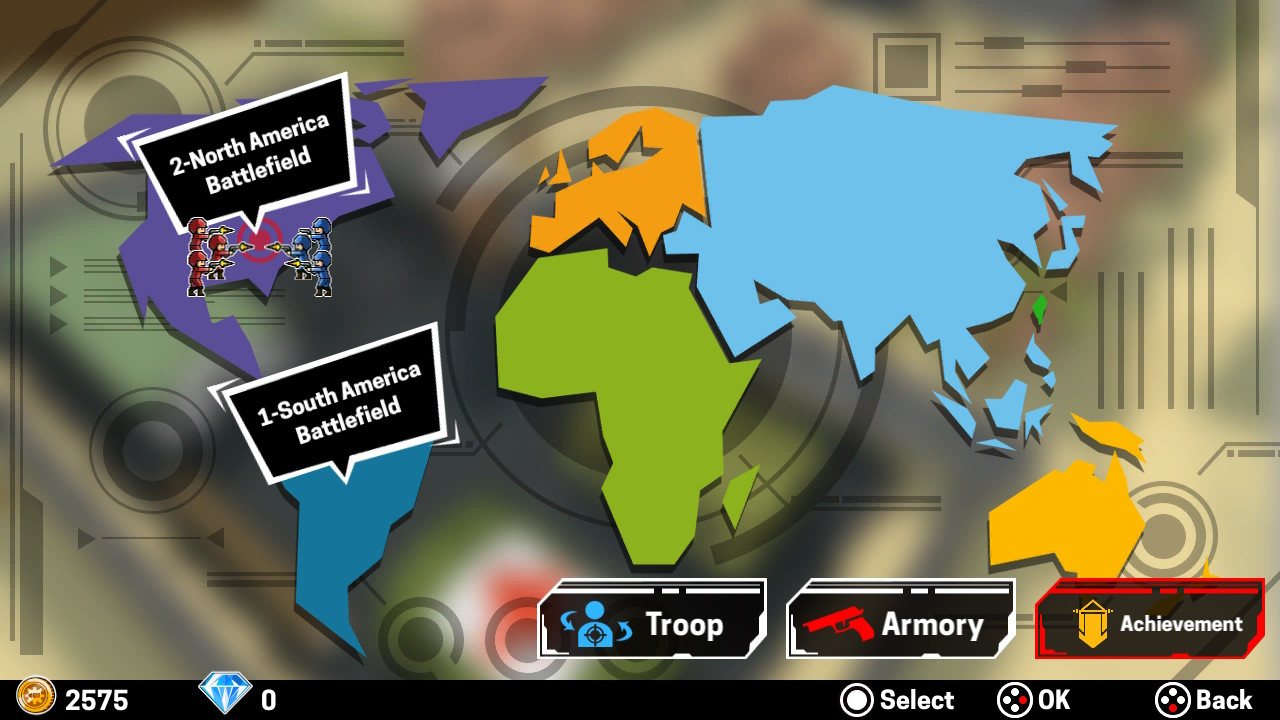 2-North America
Battlefield
1-South America
Battlefield
Troop
Armory
Achievement
2575
0
Select
OK
Back